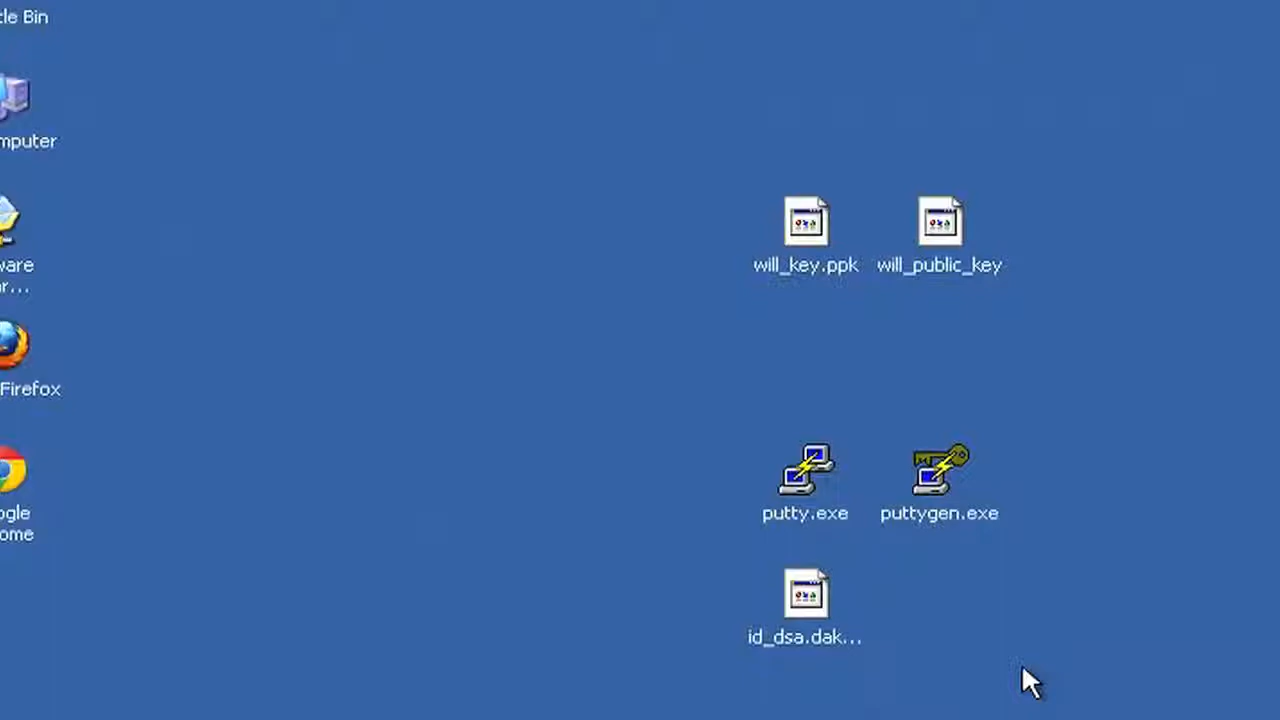 cle Bin
mputer
ware
r...
Firefox
ogle
ome
will_key.ppk
will_public_key
putty.exe
puttygen.exe
id_dsa.dak...